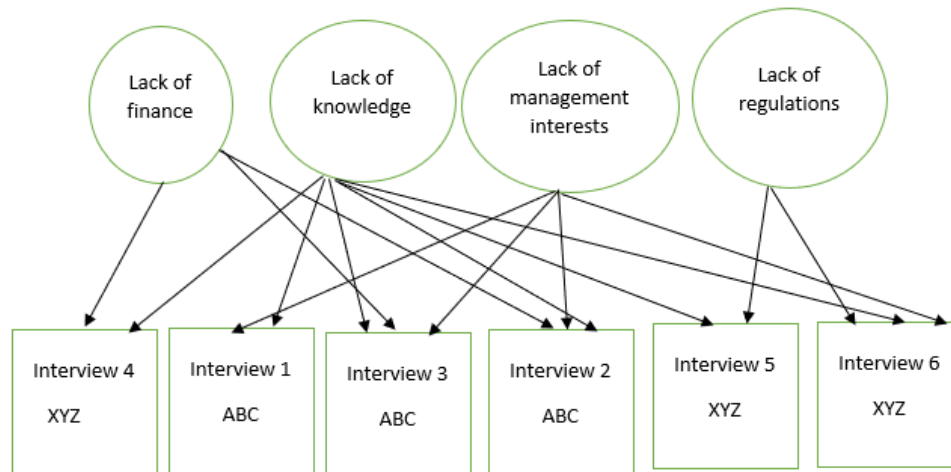 Lack of
finance
Lack of
knowledge
Lack of
management
interests
Lack of
regulations
Interview 4
XYZ
Interview 1
ABC
Interview 3
ABC
Interview 2
ABC
Interview 5
XYZ
Interview 6
XYZ